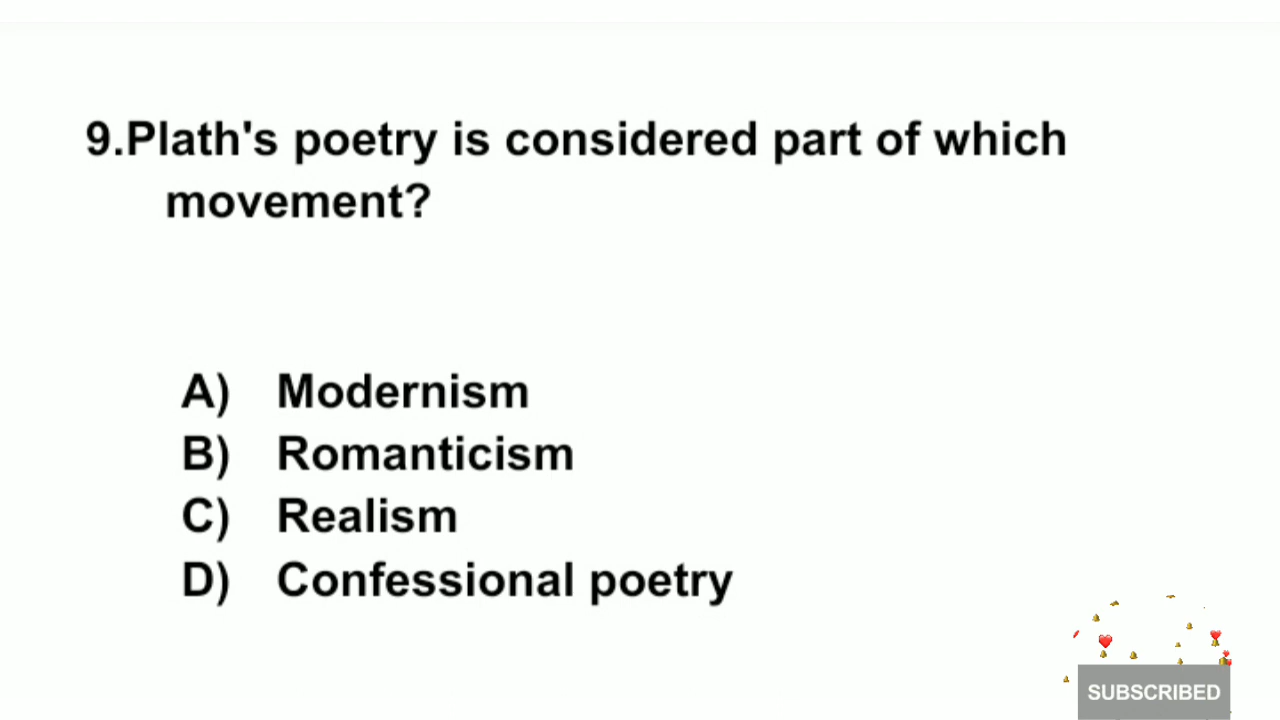 9.Plath's poetry is considered part of which
movement?
A) Modernism
B) Romanticism
C) Realism
D) Confessional poetry
SUBSCRIBED